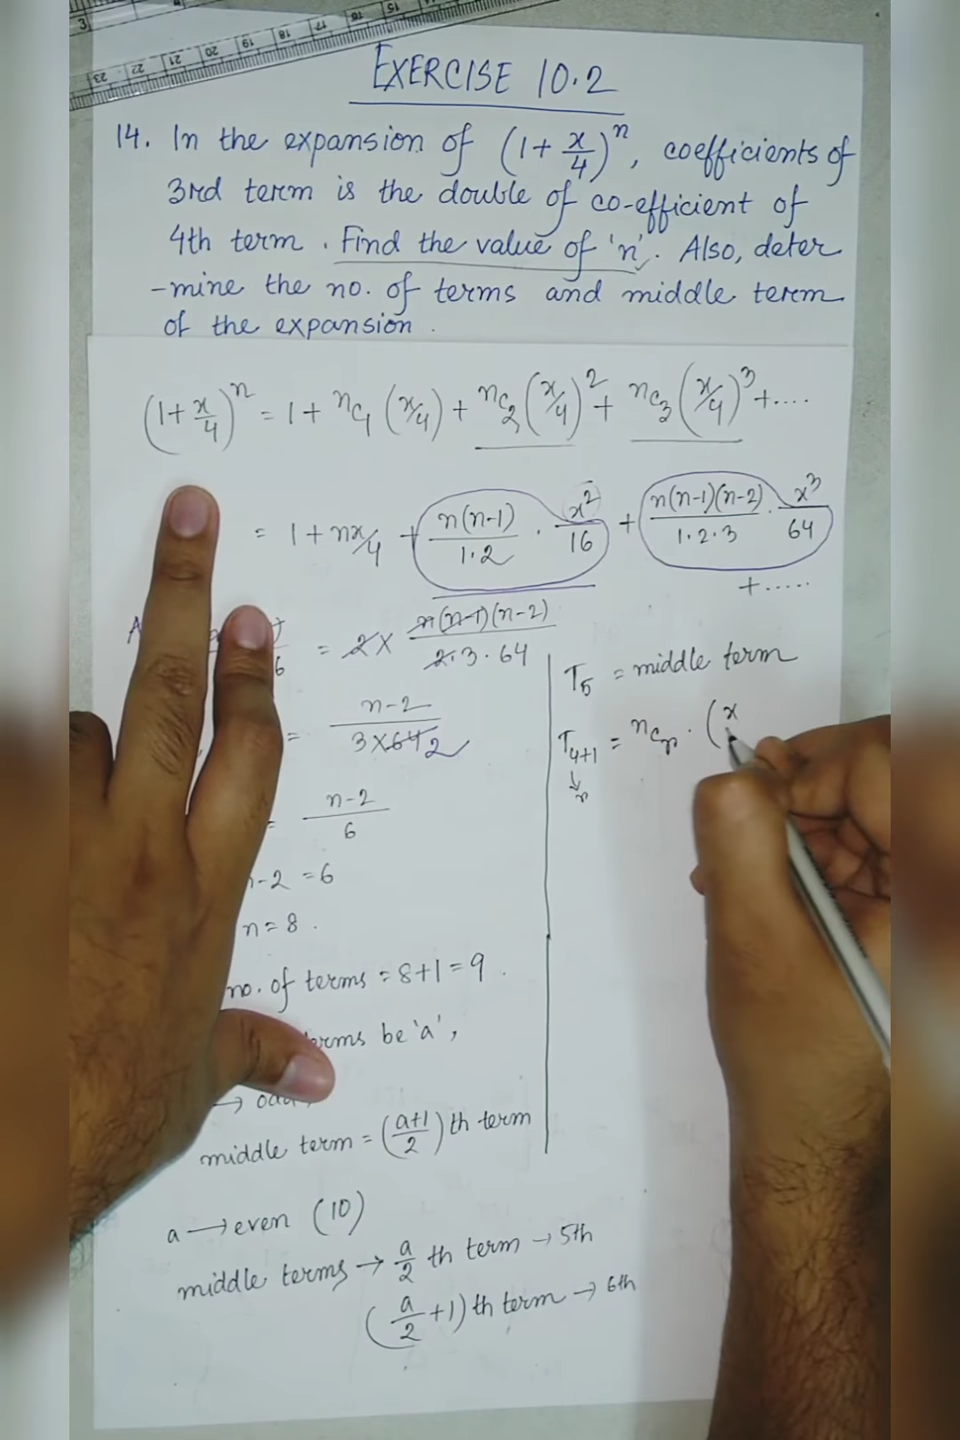 EXERCISE 10.2
14. In the expansion of (1 + x/4)^n, coefficients of
3rd term is the double of co-efficient of
4th term. Find the value of 'n'. Also, deter
-mine the no. of terms and middle term
of the expansion.
(1 + x/4)^n = 1 + nC1 (x/4) + nC2 (x/4)^2 + nC3 (x/4)^3 + ....
= 1 + nx/4 + n(n-1)/1·2 · x^2/16 + n(n-1)(n-2)/1·2·3 · x^3/64
+ .....
= 2 × n(n-1)(n-2)/2·3·64
= n-2/3×64 2
= n-2/6
-2 = 6
n = 8.
no. of terms = 8+1 = 9.
be 'a',
→ odd,
middle term = (a+1/2) th term
a → even (10)
middle terms → a/2 th term → 5th
(a/2 + 1) th term → 6th
T5 = middle term
T4+1 = nCr · (x
↓
r